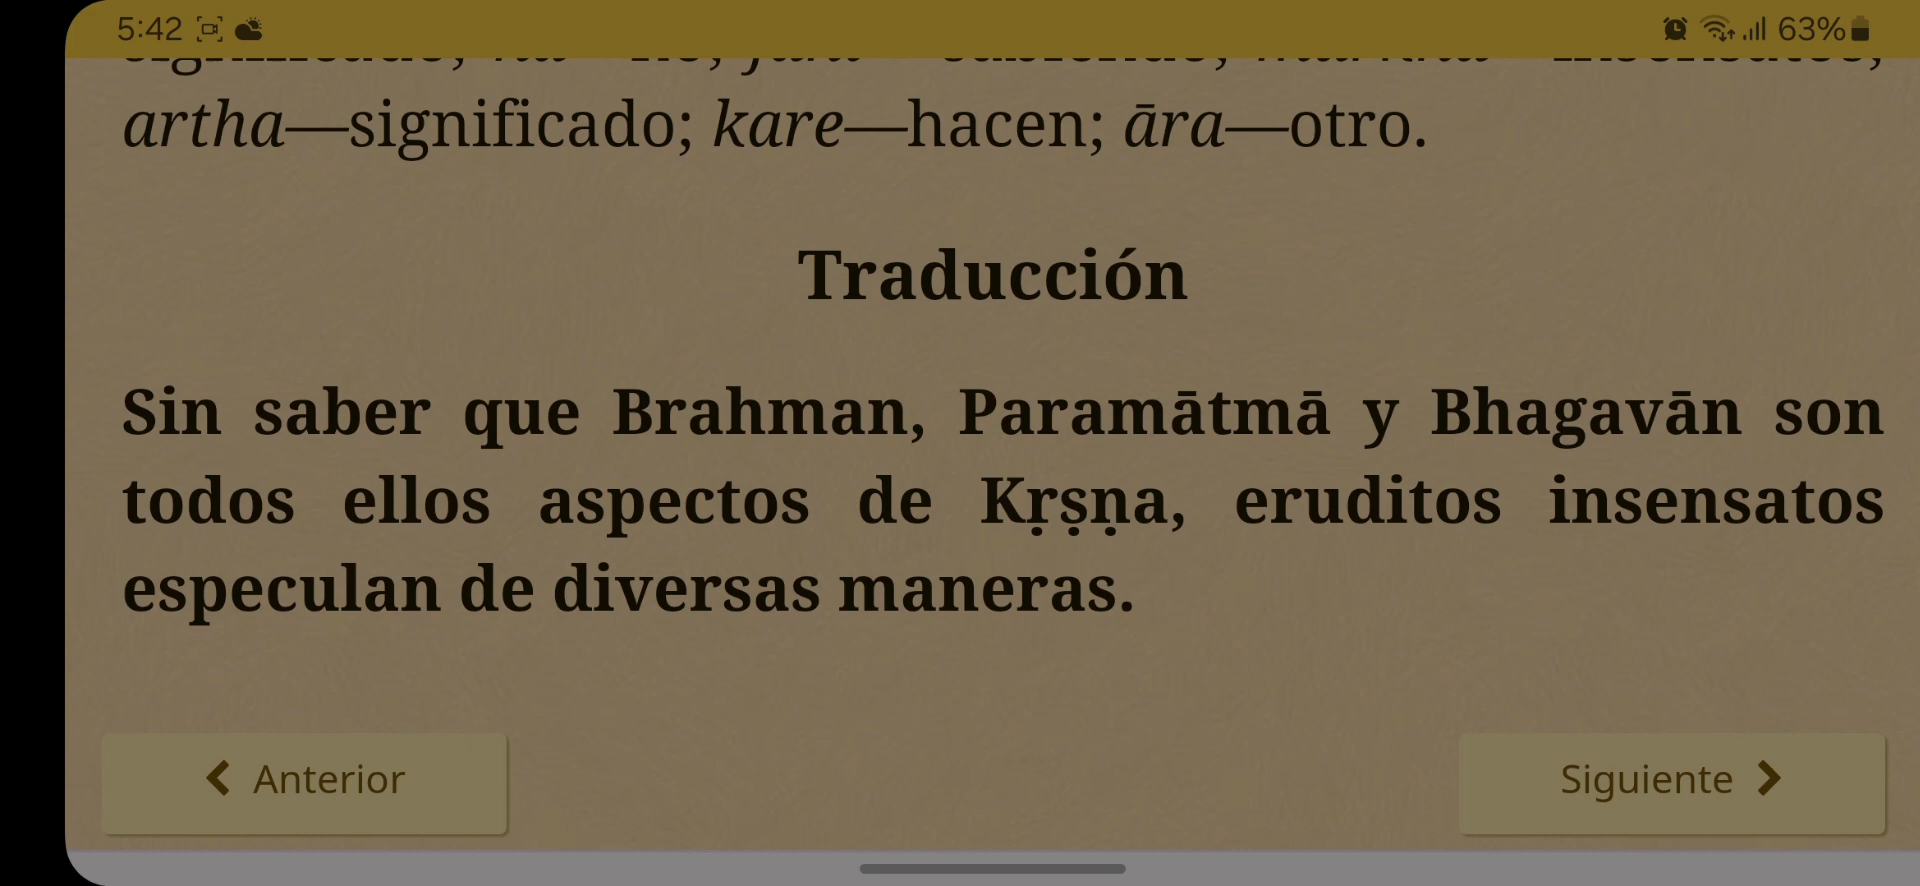 5:42 63%
artha—significado; kare—hacen; āra—otro.
Traducción
Sin saber que Brahman, Paramātmā y Bhagavān son
todos ellos aspectos de Kṛṣṇa, eruditos insensatos
especulan de diversas maneras.
Anterior Siguiente